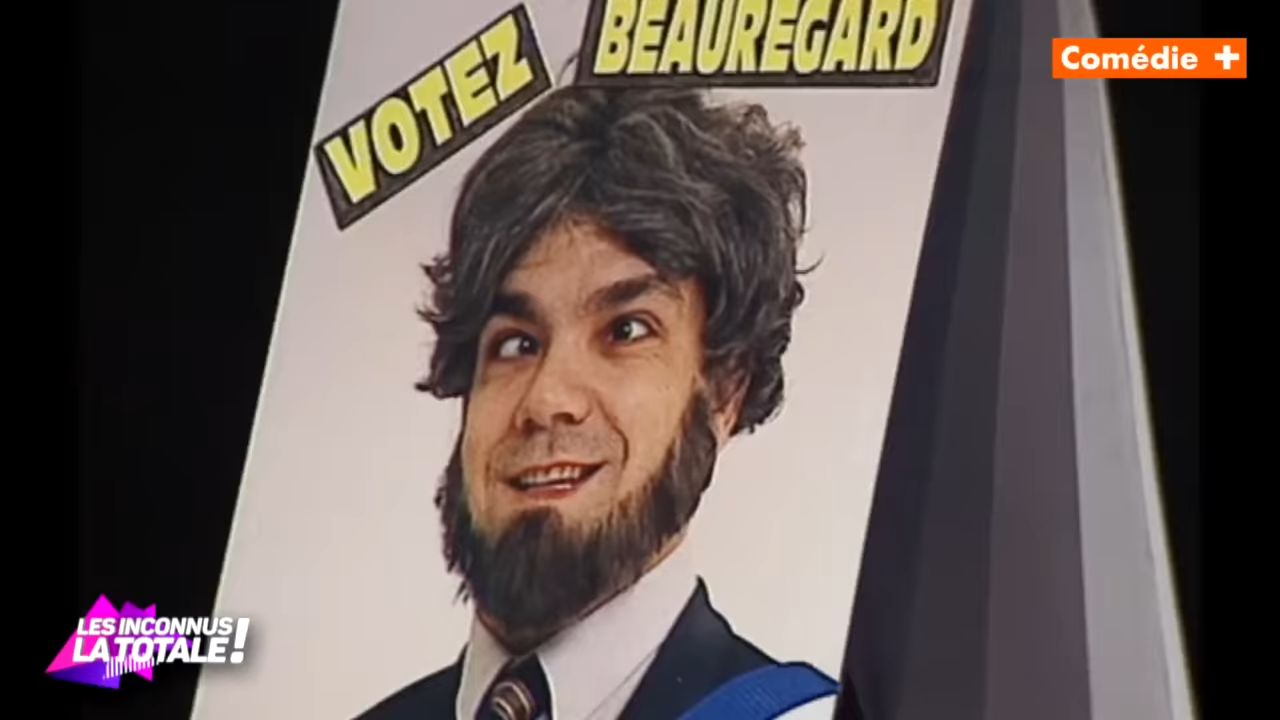 VOTEZ
BEAUREGARD
Comédie +
LES INCONNUS
LA TOTALE !